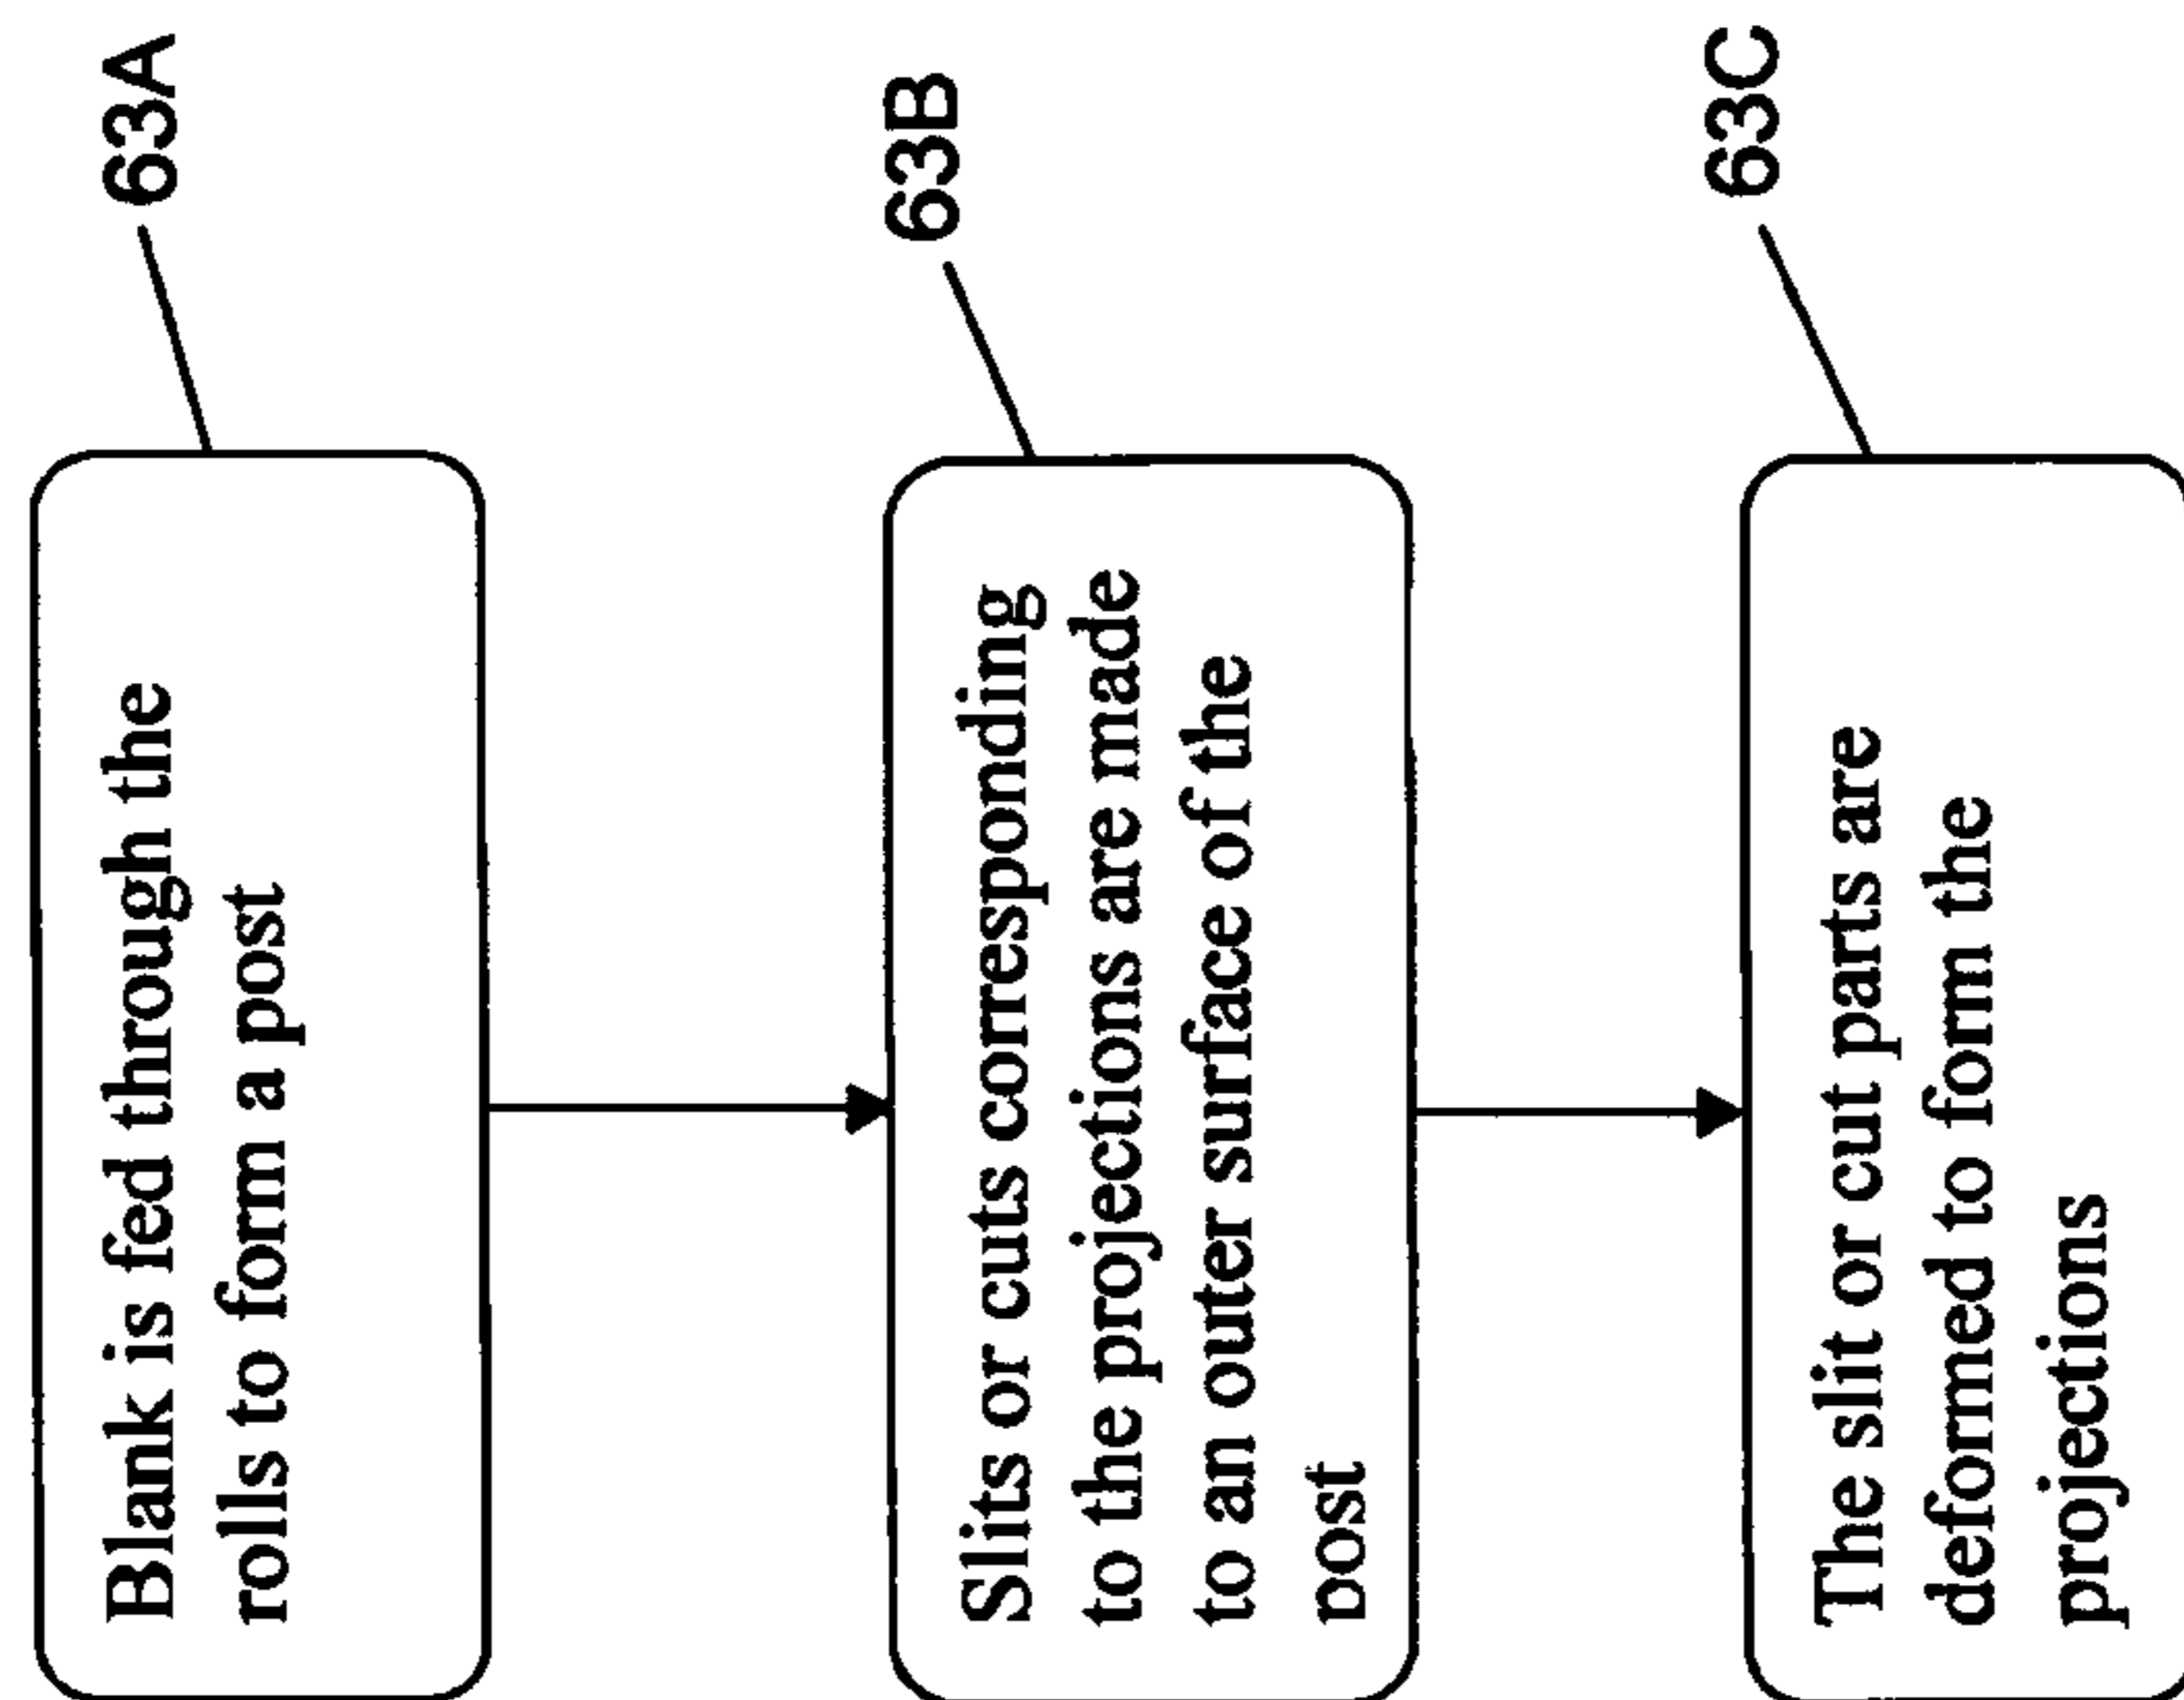 Blank is fed through the
rolls to form a post
63A
Slits or cuts corresponding
to the projections are made
to an outer surface of the
post
63B
The slit or cut parts are
deformed to form the
projections
63C